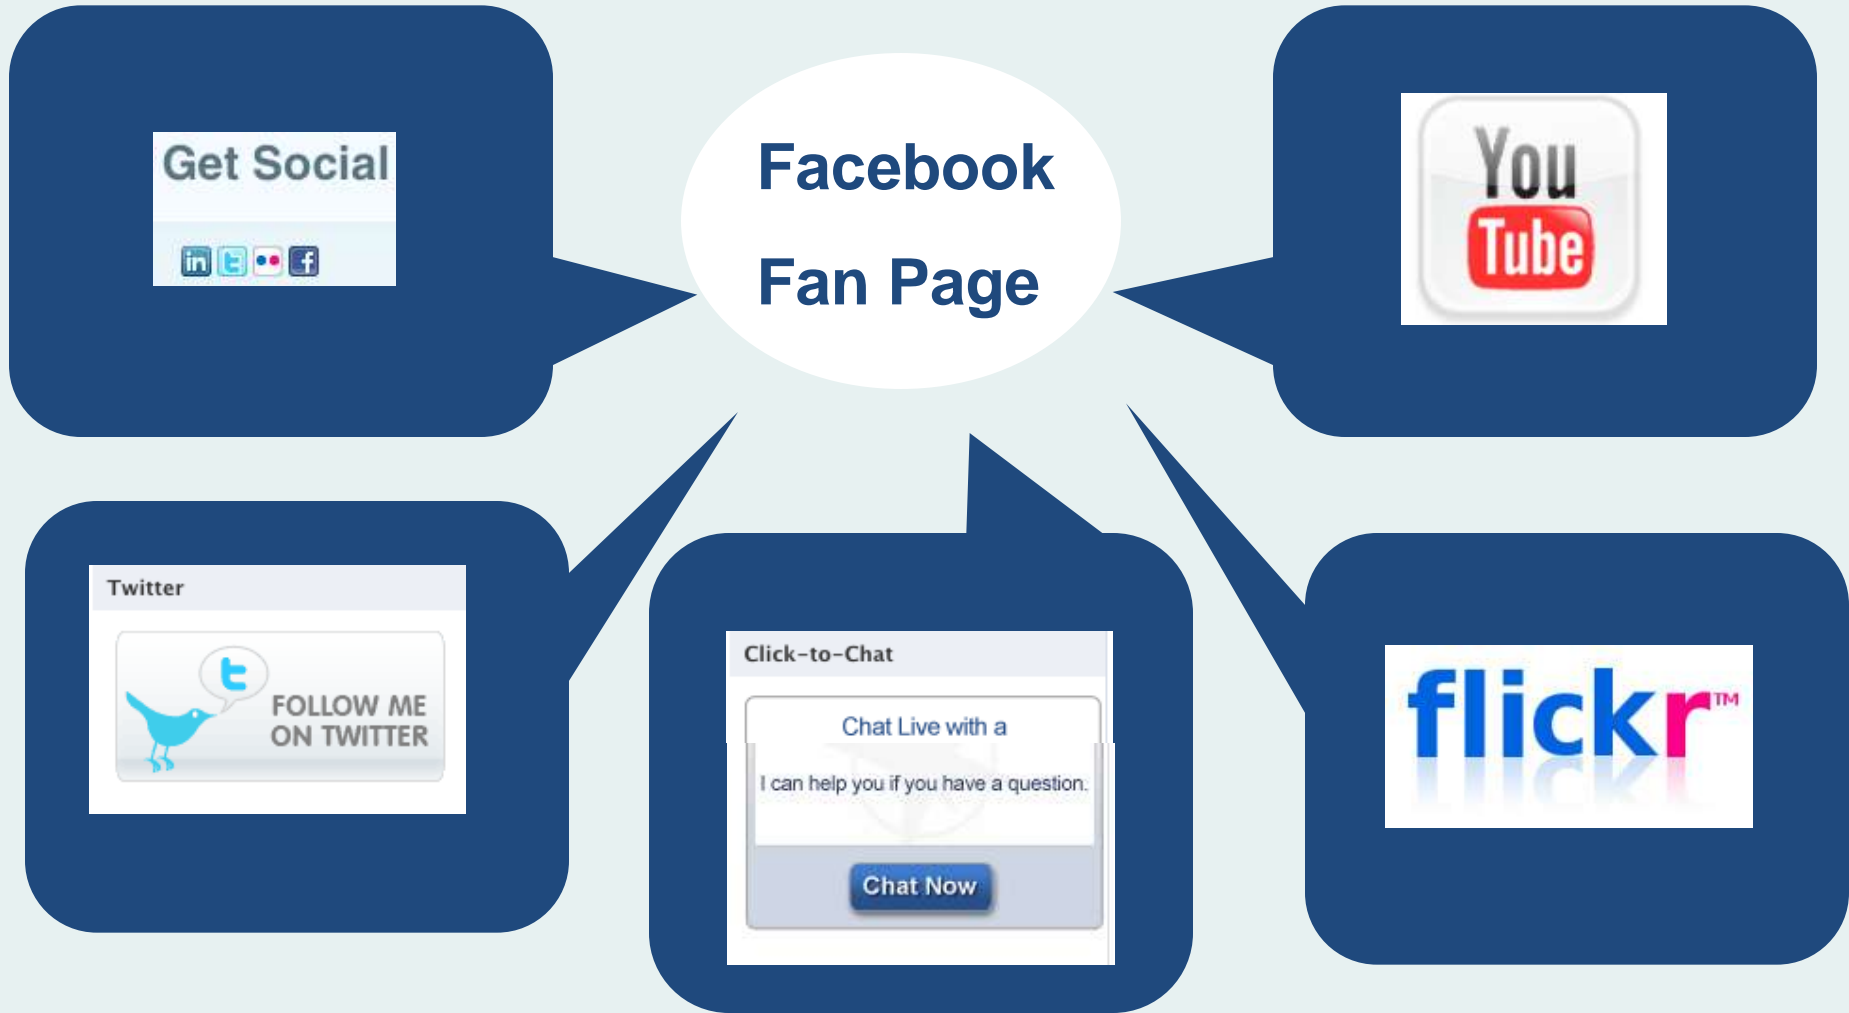 Get Social
in t f
Facebook
Fan Page
You
Tube
Twitter
t
FOLLOW ME
ON TWITTER
Click-to-Chat
Chat Live with a
I can help you if you have a question.
Chat Now
flickr™